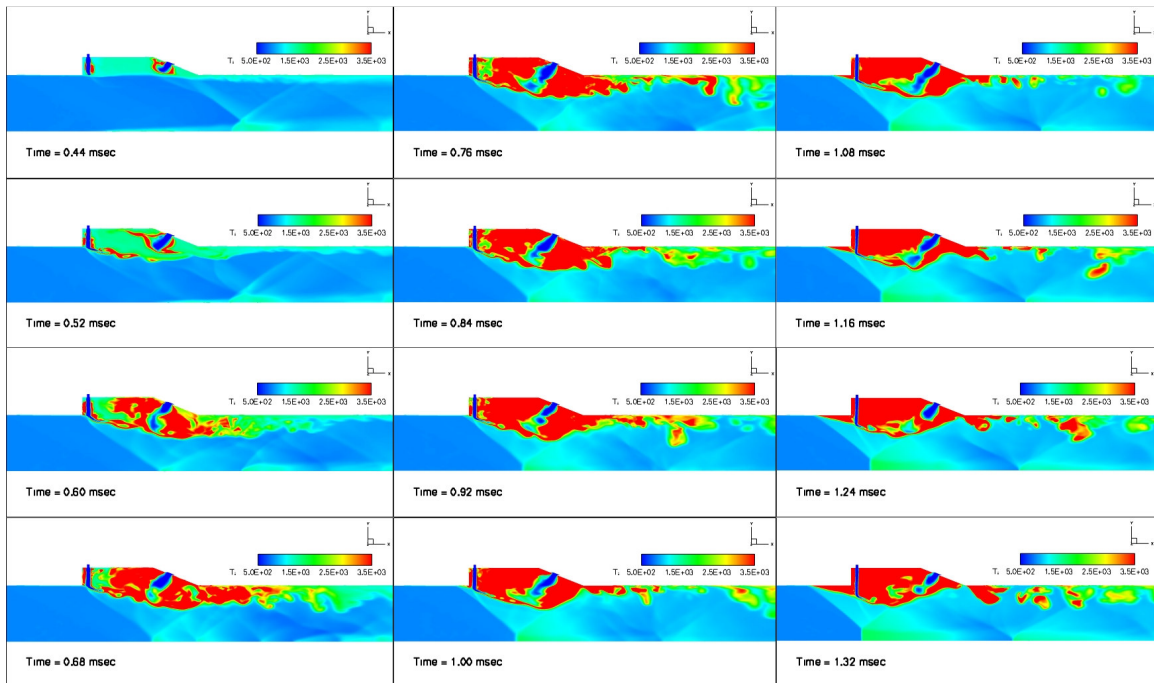 Y
X
T: 5.0E+02 1.5E+03 2.5E+03 3.5E+03
Time = 0.44 msec
Y
X
T: 5.0E+02 1.5E+03 2.5E+03 3.5E+03
Time = 0.52 msec
Y
X
T: 5.0E+02 1.5E+03 2.5E+03 3.5E+03
Time = 0.60 msec
Y
X
T: 5.0E+02 1.5E+03 2.5E+03 3.5E+03
Time = 0.68 msec
Y
X
T: 5.0E+02 1.5E+03 2.5E+03 3.5E+03
Time = 0.76 msec
Y
X
T: 5.0E+02 1.5E+03 2.5E+03 3.5E+03
Time = 0.84 msec
Y
X
T: 5.0E+02 1.5E+03 2.5E+03 3.5E+03
Time = 0.92 msec
Y
X
T: 5.0E+02 1.5E+03 2.5E+03 3.5E+03
Time = 1.00 msec
Y
X
T: 5.0E+02 1.5E+03 2.5E+03 3.5E+03
Time = 1.08 msec
Y
X
T: 5.0E+02 1.5E+03 2.5E+03 3.5E+03
Time = 1.16 msec
Y
X
T: 5.0E+02 1.5E+03 2.5E+03 3.5E+03
Time = 1.24 msec
Y
X
T: 5.0E+02 1.5E+03 2.5E+03 3.5E+03
Time = 1.32 msec